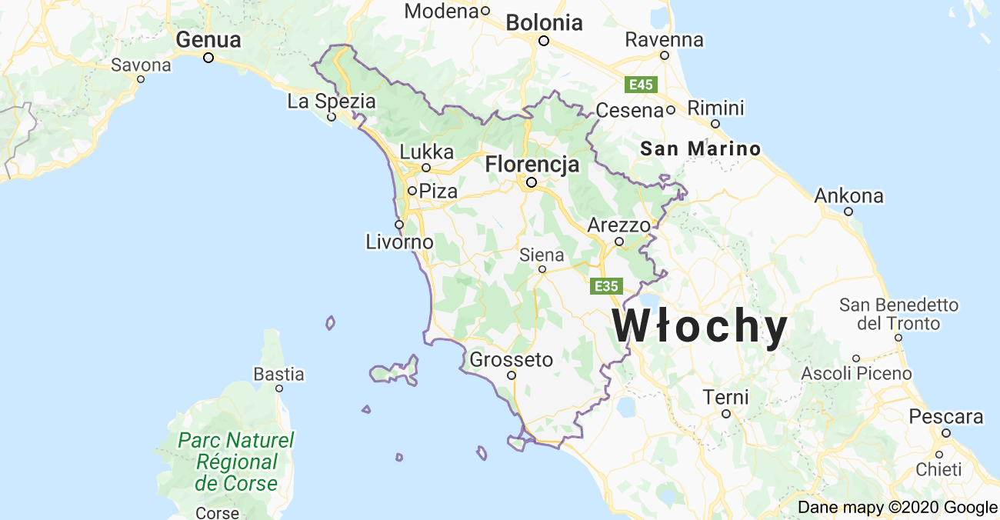 Modena
Bolonia
Genua
Ravenna
Savona
E45
La Spezia
Cesena
Rimini
Lukka
San Marino
Florencja
Piza
Ankona
Arezzo
Livorno
Siena
E35
San Benedetto
del Tronto
Włochy
Grosseto
Bastia
Ascoli Piceno
Terni
Pescara
Parc Naturel
Régional
de Corse
Chieti
Corse
Dane mapy ©2020 Google